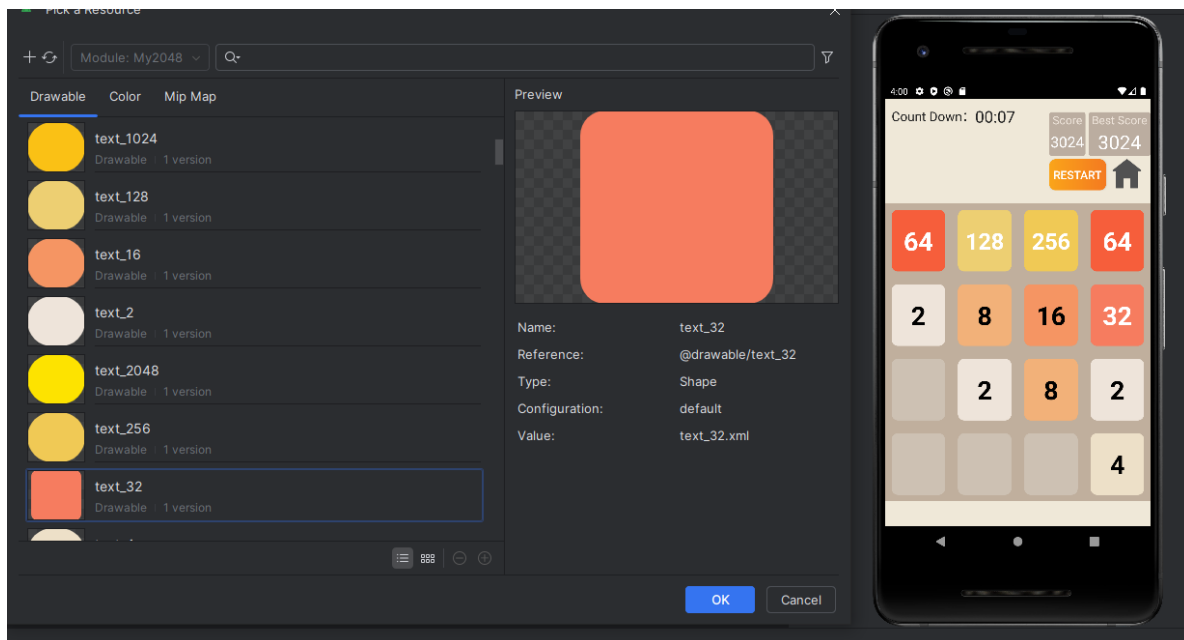 Pick a Resource
Module: My2048
Drawable Color Mip Map
text_1024
Drawable 1 version
text_128
Drawable 1 version
text_16
Drawable 1 version
text_2
Drawable 1 version
text_2048
Drawable 1 version
text_256
Drawable 1 version
text_32
Drawable 1 version
Preview
Name: text_32
Reference: @drawable/text_32
Type: Shape
Configuration: default
Value: text_32.xml
OK Cancel
4:00
Count Down: 00:07
Score Best Score
3024 3024
RESTART
64 128 256 64
2 8 16 32
2 8 2
4